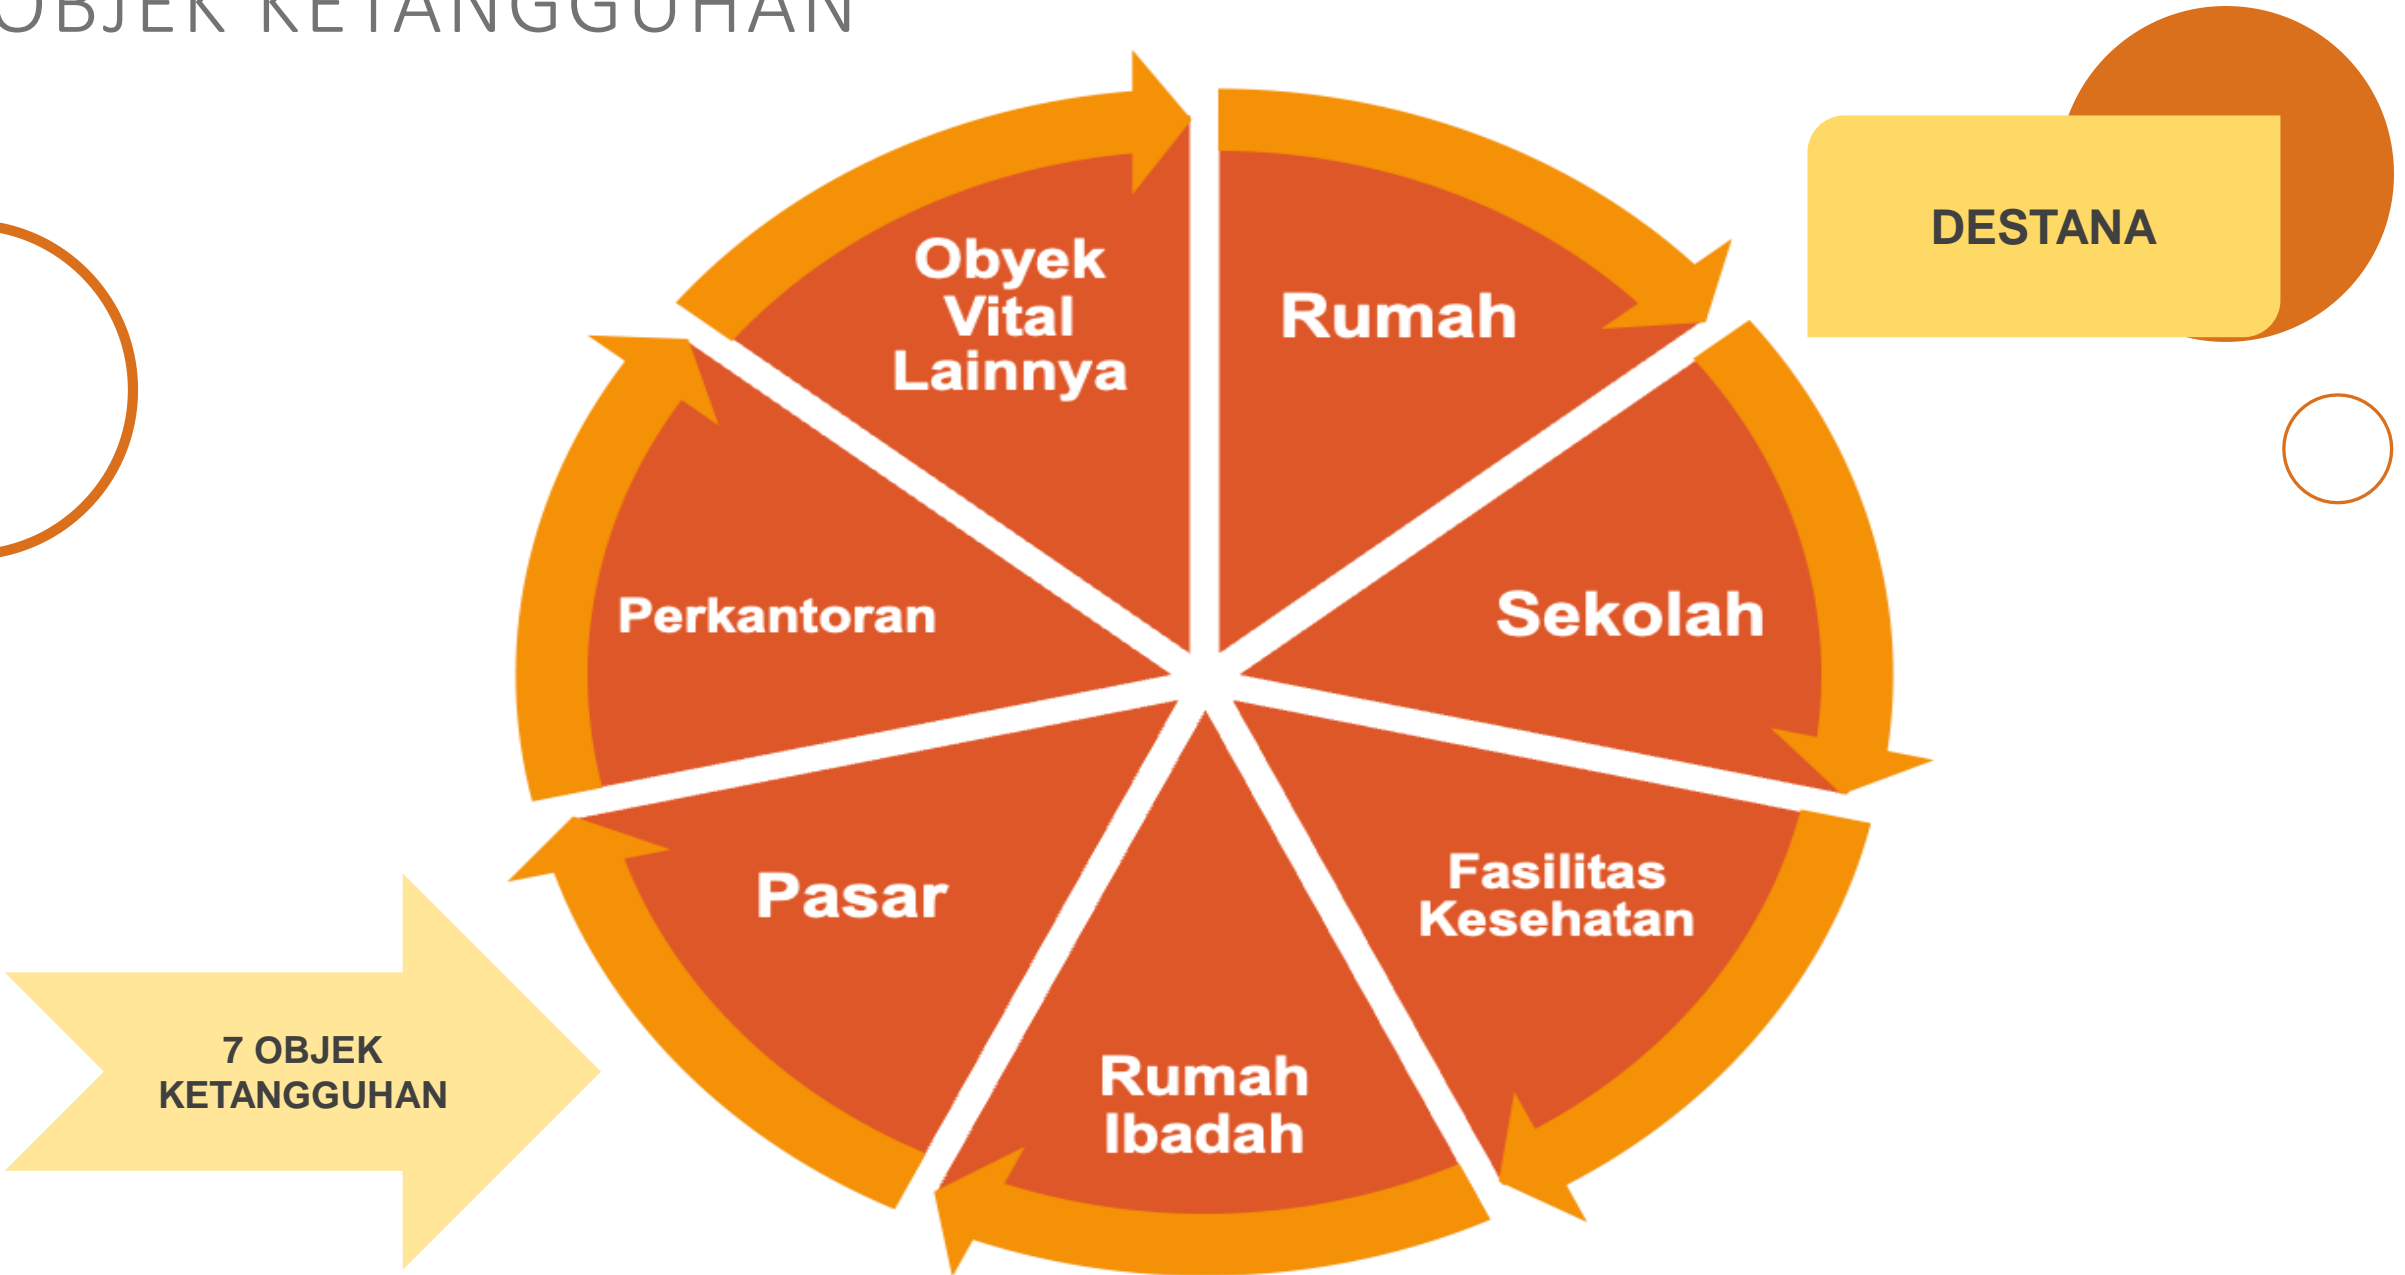 OBJEK KETANGGUHAN
DESTANA
Obyek
Vital
Lainnya
Rumah
Sekolah
Fasilitas
Kesehatan
Rumah
Ibadah
Pasar
Perkantoran
7 OBJEK
KETANGGUHAN